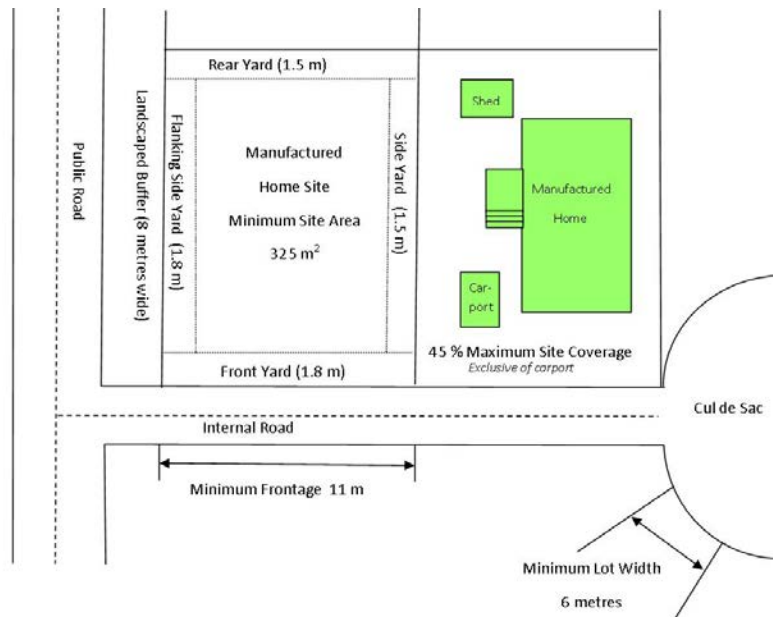 Public Road
Landscaped Buffer (8 metres wide)
Flanking Side Yard (1.8 m)
Rear Yard (1.5 m)
Manufactured
Home Site
Minimum Site Area
325 m²
Side Yard (1.5 m)
Front Yard (1.8 m)
Shed
Manufactured
Home
Car-
port
45 % Maximum Site Coverage
Exclusive of carport
Cul de Sac
Internal Road
Minimum Frontage 11 m
Minimum Lot Width
6 metres